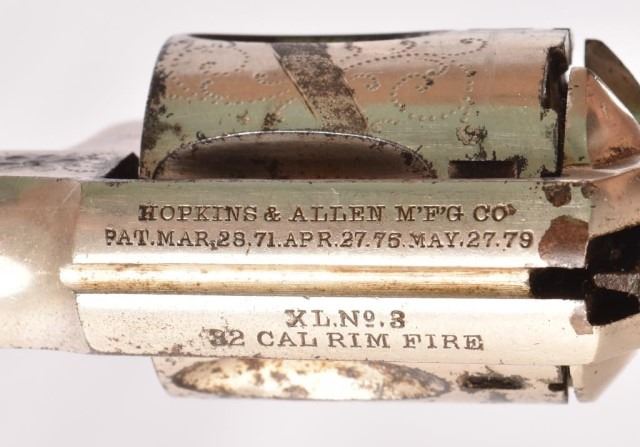 HOPKINS & ALLEN M'F'G CO
PAT.MAR,28,71.APR.27.75.MAY.27.79
XL.No.3
32 CAL RIM FIRE